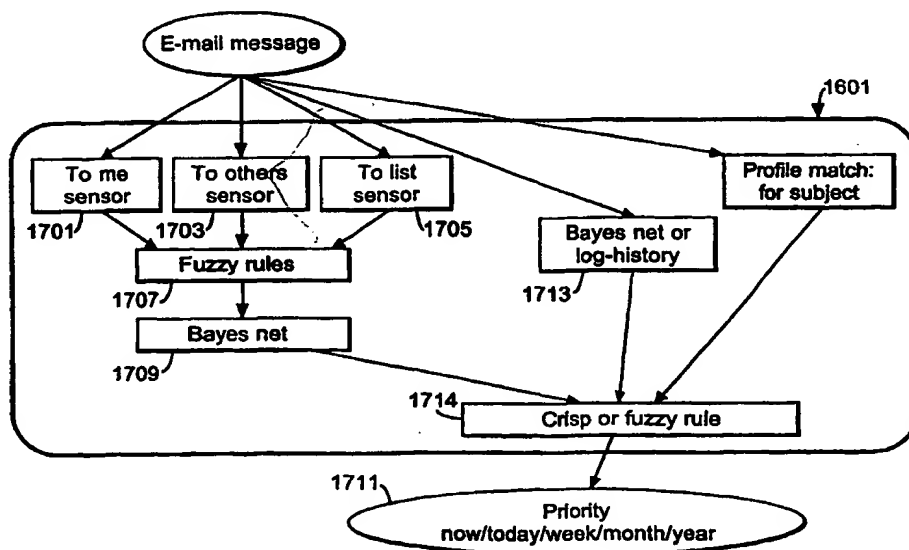 E-mail message
1601
To me
sensor
To others
sensor
To list
sensor
Profile match:
for subject
1701
1703
1705
Bayes net or
log-history
Fuzzy rules
1707
1713
Bayes net
1709
1714
Crisp or fuzzy rule
1711
Priority
now/today/week/month/year